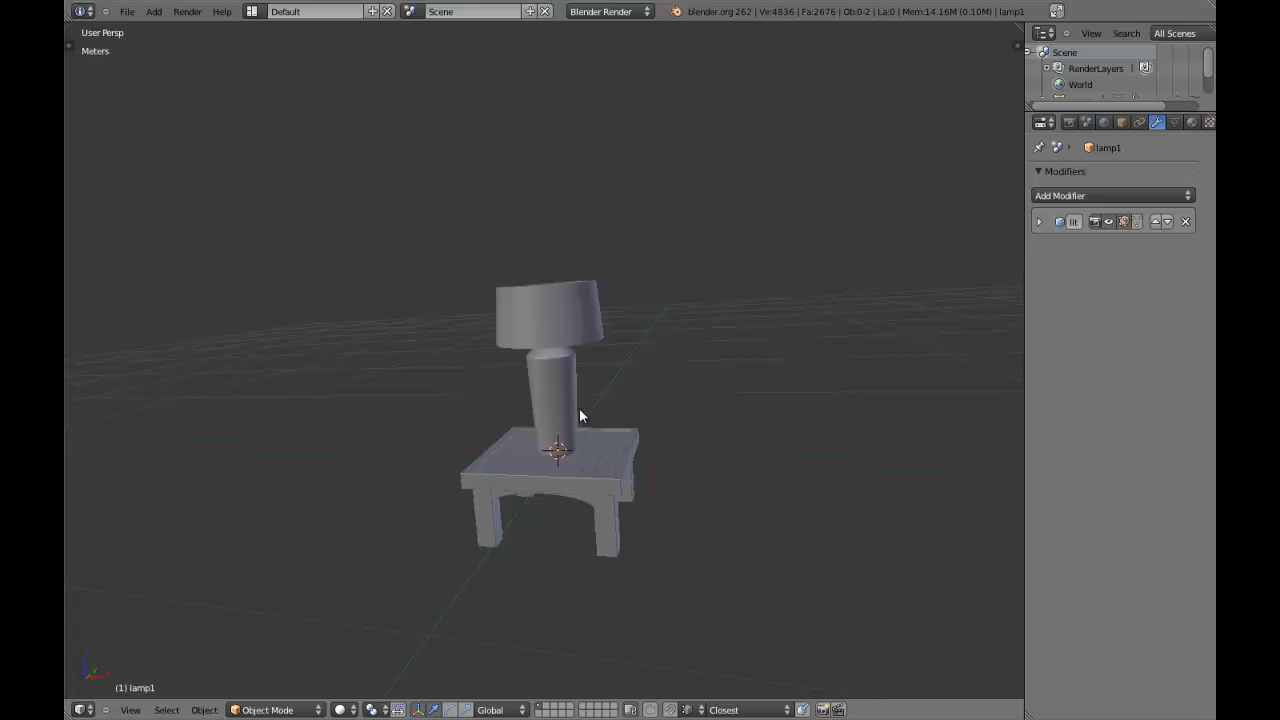 File Add Render Help Default Scene Blender Render blender.org 262 | Ve:4836 | Fa:2676 | Ob:0-2 | La:0 | Mem:14.16M (0.10M) | lamp1
User Persp
Meters
View Search All Scenes
Scene
RenderLayers
World
lamp1
Modifiers
Add Modifier
lit
(1) lamp1
View Select Object Object Mode Global Closest